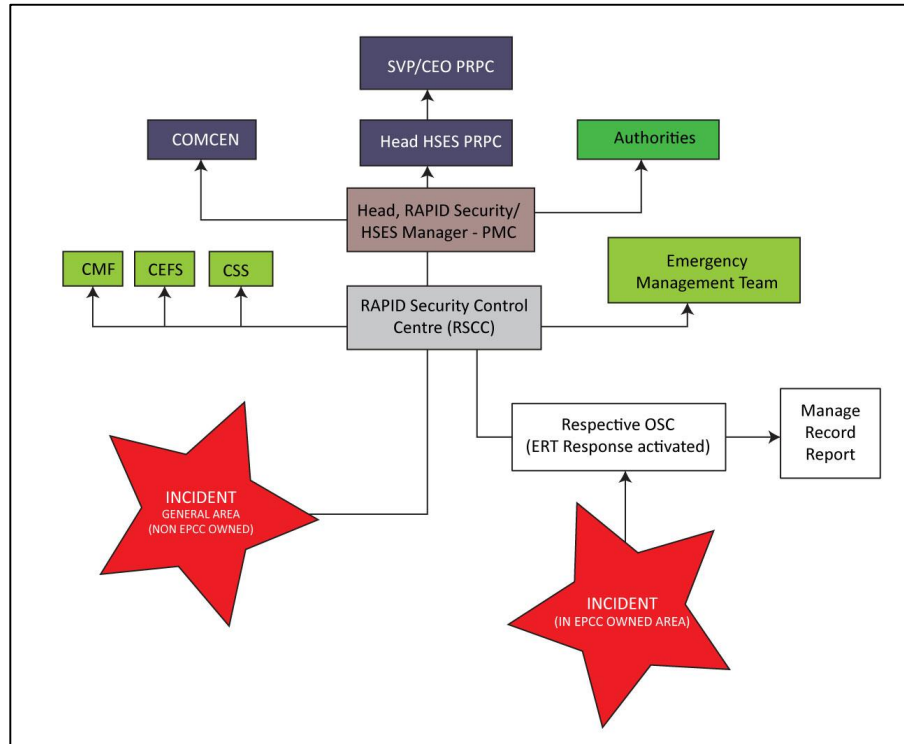 SVP/CEO PRPC
COMCEN
Head HSES PRPC
Authorities
Head, RAPID Security/
HSES Manager - PMC
CMF
CEFS
CSS
Emergency
Management Team
RAPID Security Control
Centre (RSCC)
Respective OSC
(ERT Response activated)
Manage
Record
Report
INCIDENT
GENERAL AREA
(NON EPCC OWNED)
INCIDENT
(IN EPCC OWNED AREA)